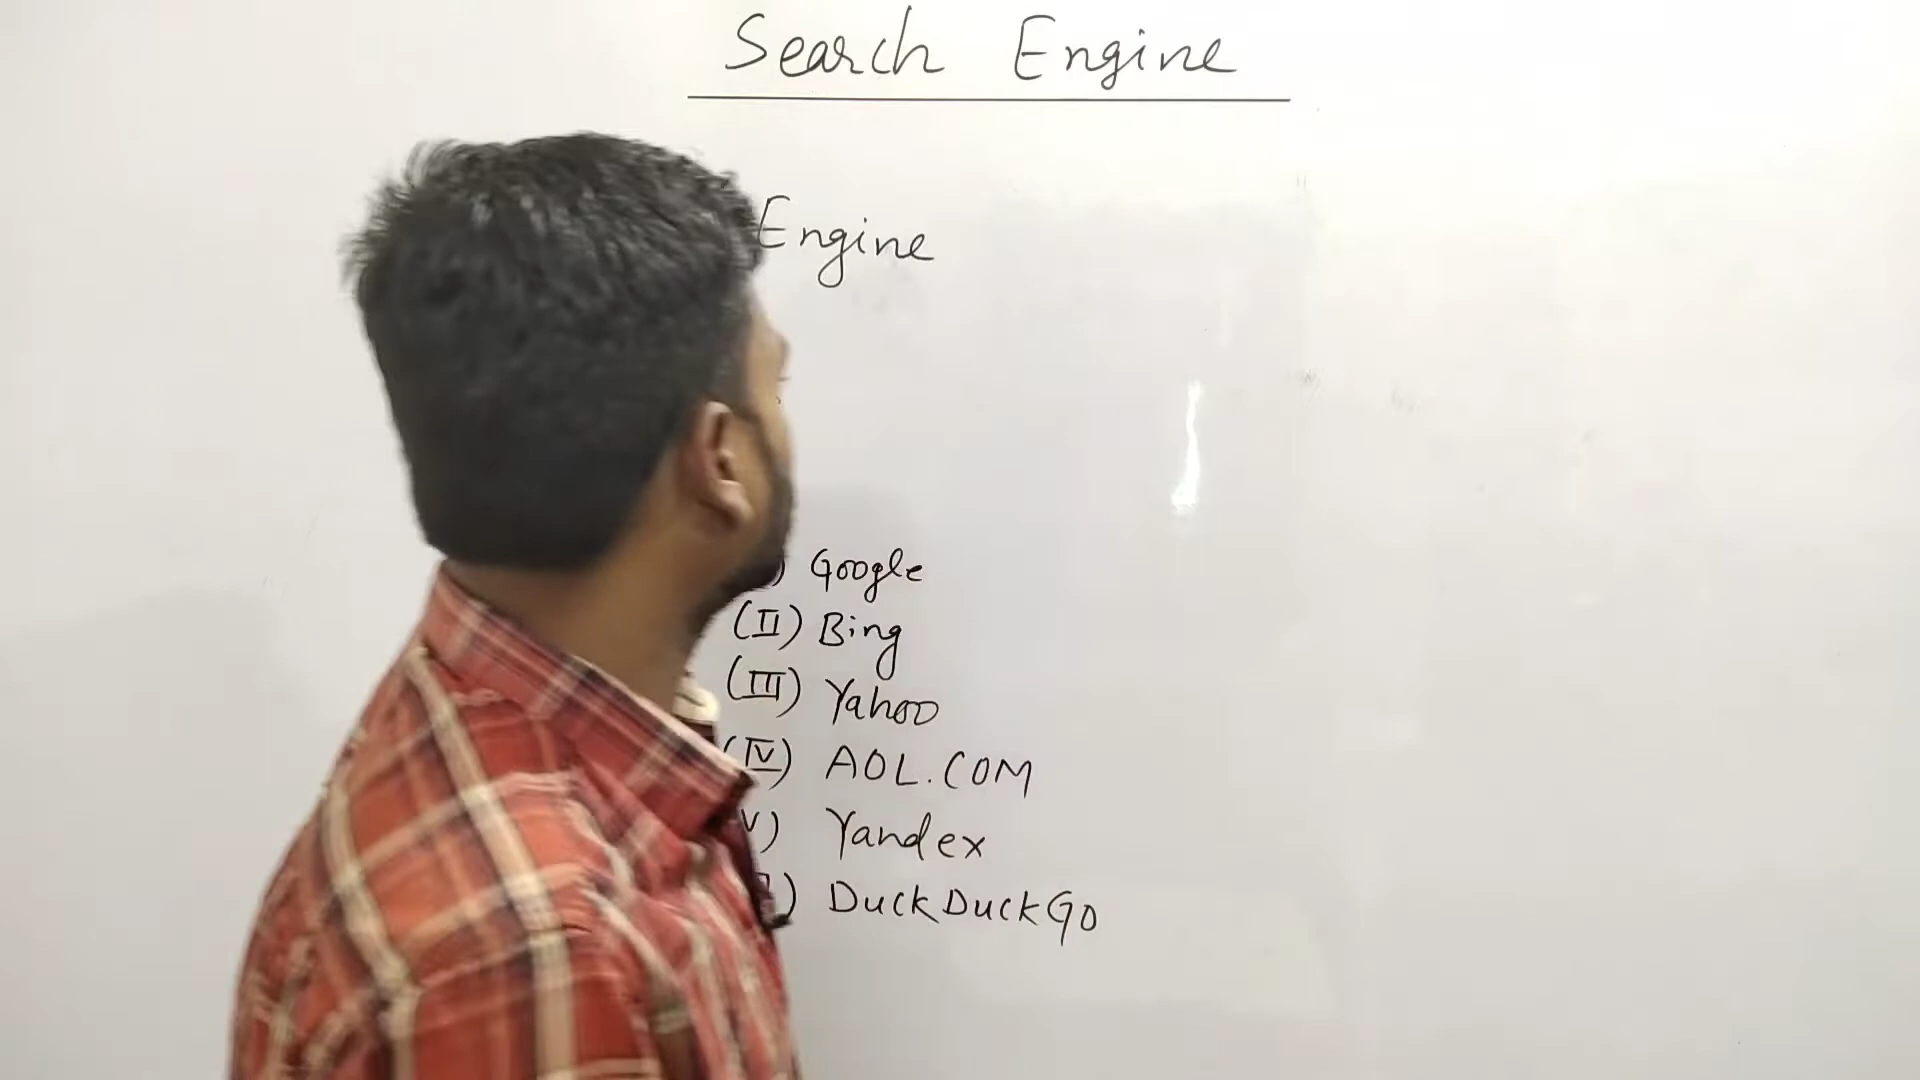 Search Engine
Engine
) Google
(II) Bing
(III) Yahoo
(IV) AOL.COM
V) Yandex
) DuckDuckGo